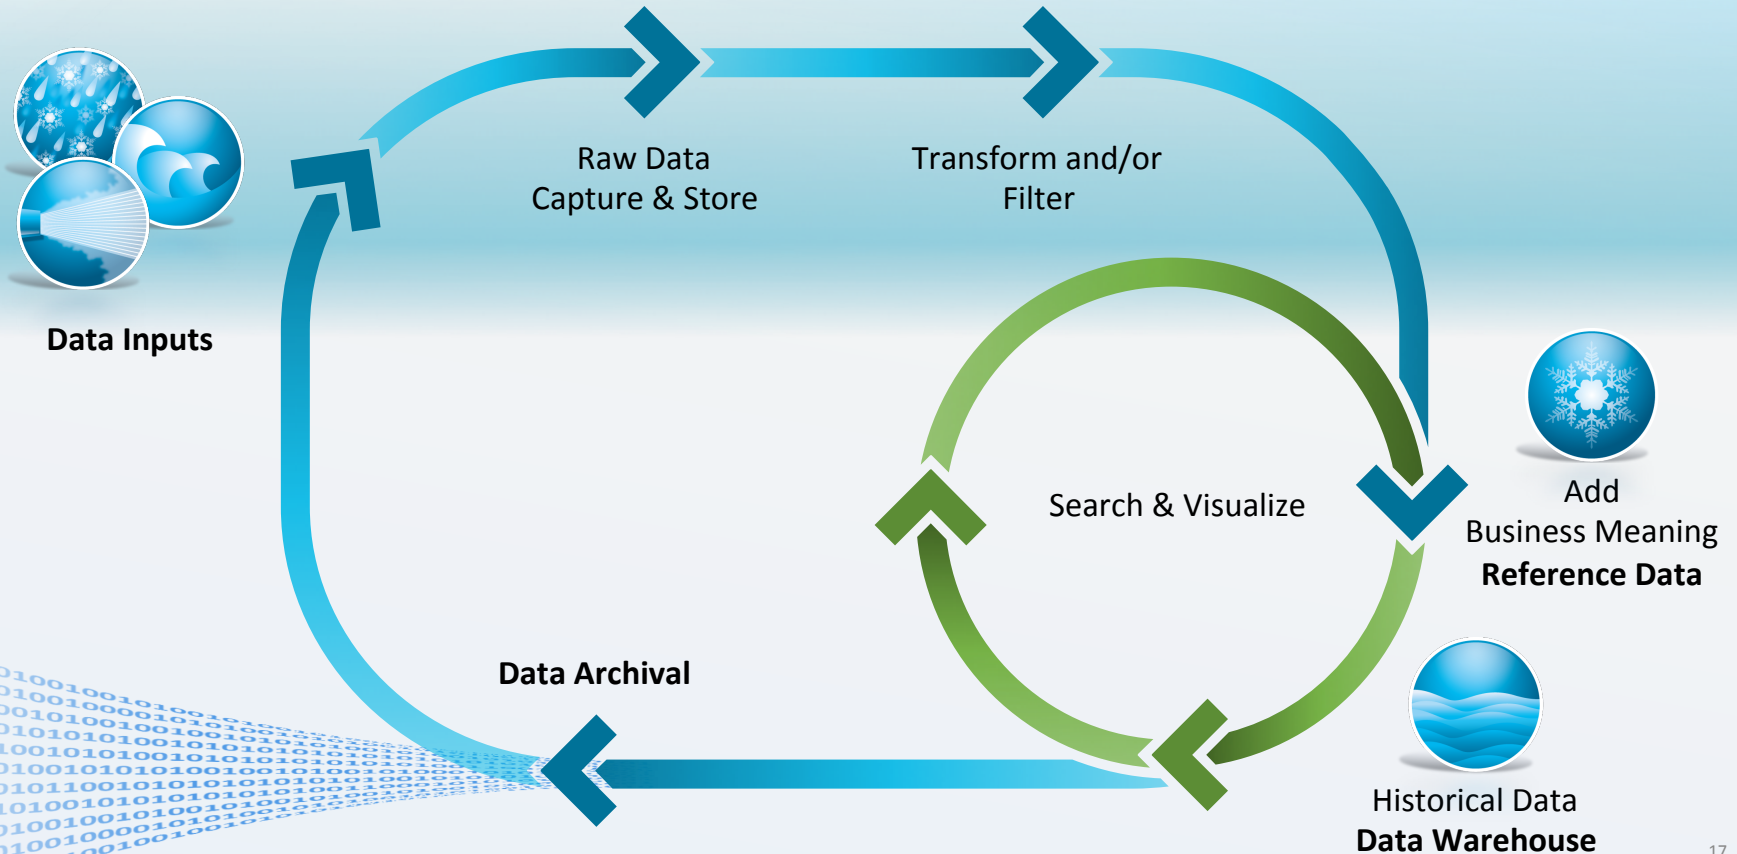 Data Inputs
Raw Data
Capture & Store
Transform and/or
Filter
Search & Visualize
Add
Business Meaning
Reference Data
Data Archival
Historical Data
Data Warehouse
17